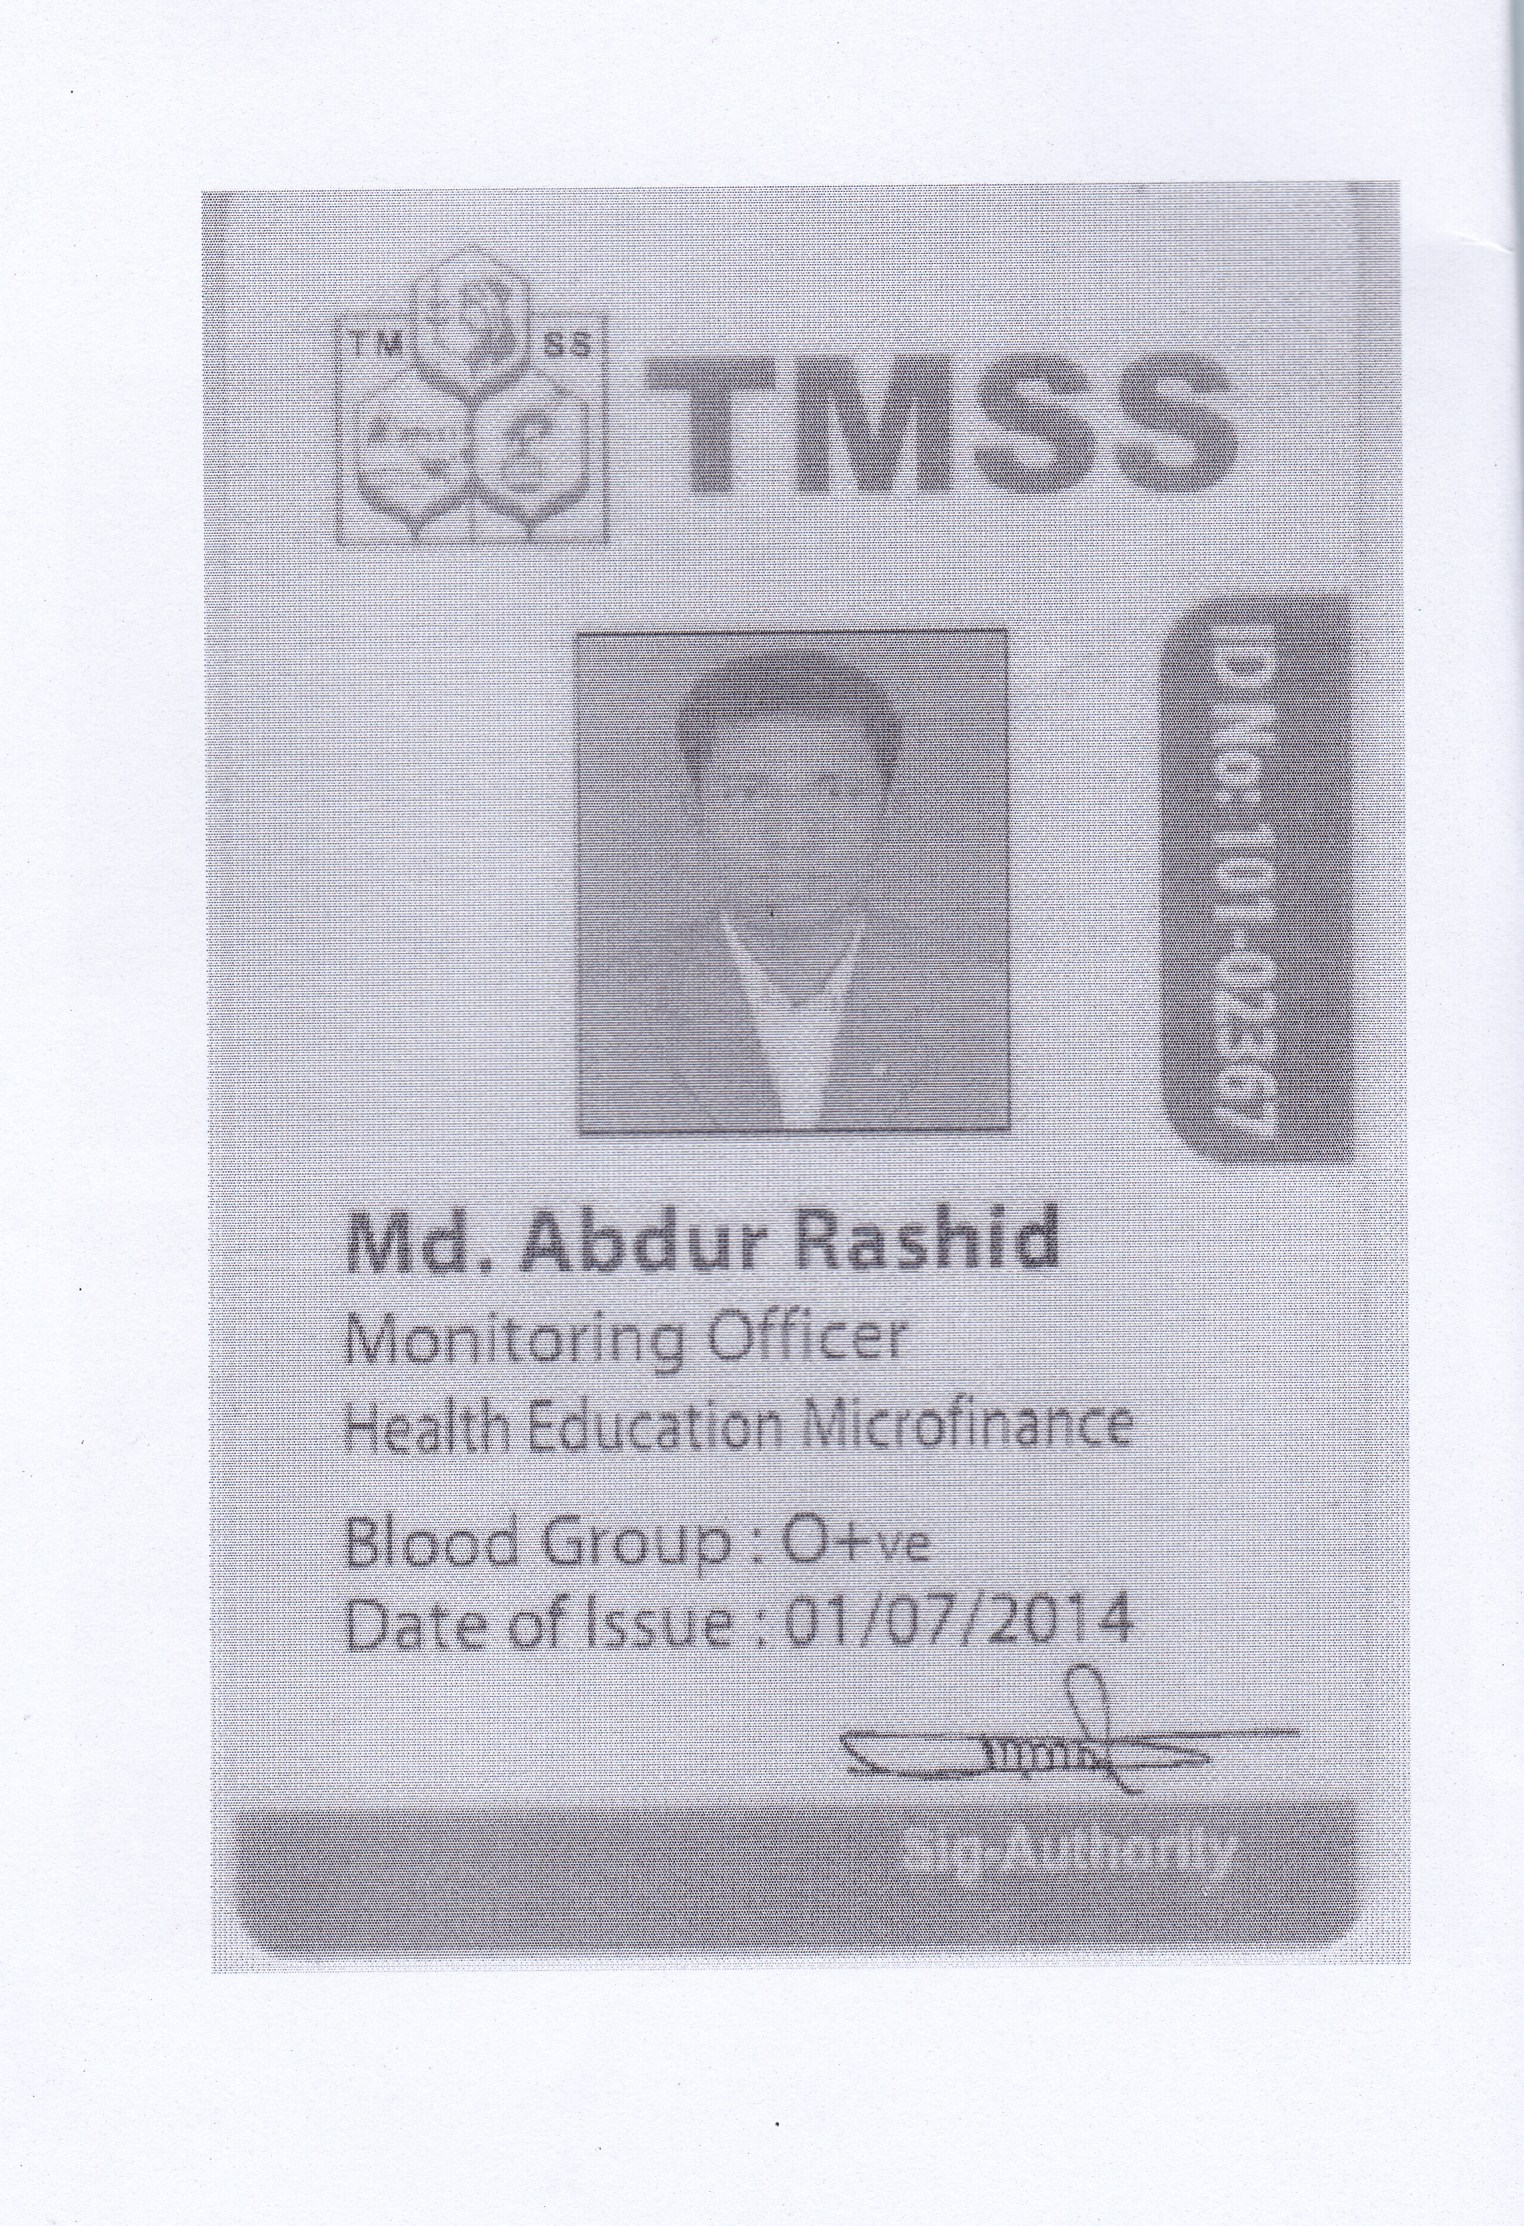 TM SS
TMSS
ID No: 101-02367
Md. Abdur Rashid
Monitoring Officer
Health Education Microfinance
Blood Group : O+ve
Date of Issue : 01/07/2014
Sig-Authority